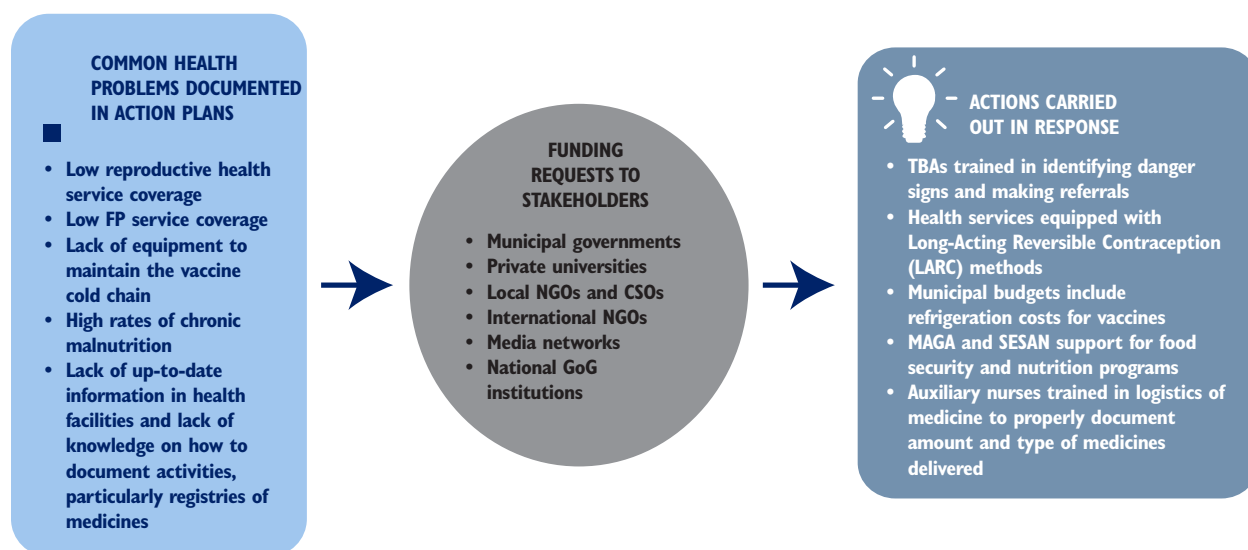 COMMON HEALTH
PROBLEMS DOCUMENTED
IN ACTION PLANS
• Low reproductive health
service coverage
• Low FP service coverage
• Lack of equipment to
maintain the vaccine
cold chain
• High rates of chronic
malnutrition
• Lack of up-to-date
information in health
facilities and lack of
knowledge on how to
document activities,
particularly registries of
medicines
FUNDING
REQUESTS TO
STAKEHOLDERS
• Municipal governments
• Private universities
• Local NGOs and CSOs
• International NGOs
• Media networks
• National GoG
institutions
ACTIONS CARRIED
OUT IN RESPONSE
• TBAs trained in identifying danger
signs and making referrals
• Health services equipped with
Long-Acting Reversible Contraception
(LARC) methods
• Municipal budgets include
refrigeration costs for vaccines
• MAGA and SESAN support for food
security and nutrition programs
• Auxiliary nurses trained in logistics of
medicine to properly document
amount and type of medicines
delivered